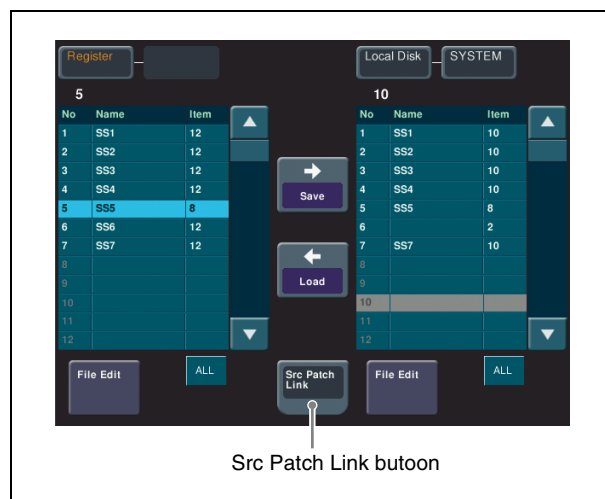 Register
Local Disk SYSTEM
5
10
No Name Item
1 SS1 12
2 SS2 12
3 SS3 12
4 SS4 12
5 SS5 8
6 SS6 12
7 SS7 12
8
9
10
11
12
No Name Item
1 SS1 10
2 SS2 10
3 SS3 10
4 SS4 10
5 SS5 8
6 2
7 SS7 10
8
9
10
11
12
Save
Load
File Edit
ALL
Src Patch
Link
File Edit
ALL
Src Patch Link butoon